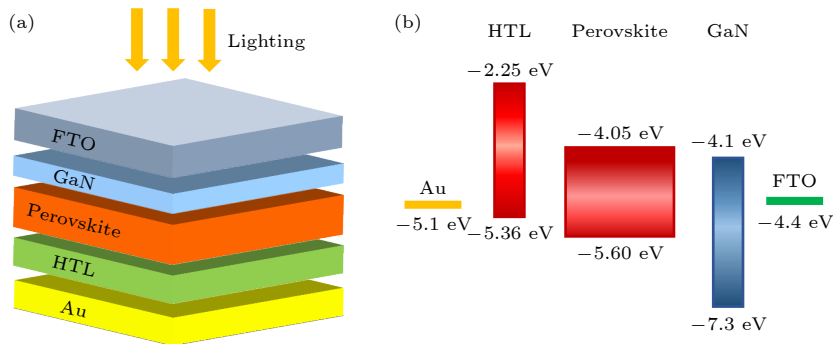 (a)
Lighting
FTO
GaN
Perovskite
HTL
Au
(b)
HTL
Perovskite
GaN
−2.25 eV
−4.05 eV
−4.1 eV
Au
FTO
−5.1 eV
−4.4 eV
−5.36 eV
−5.60 eV
−7.3 eV